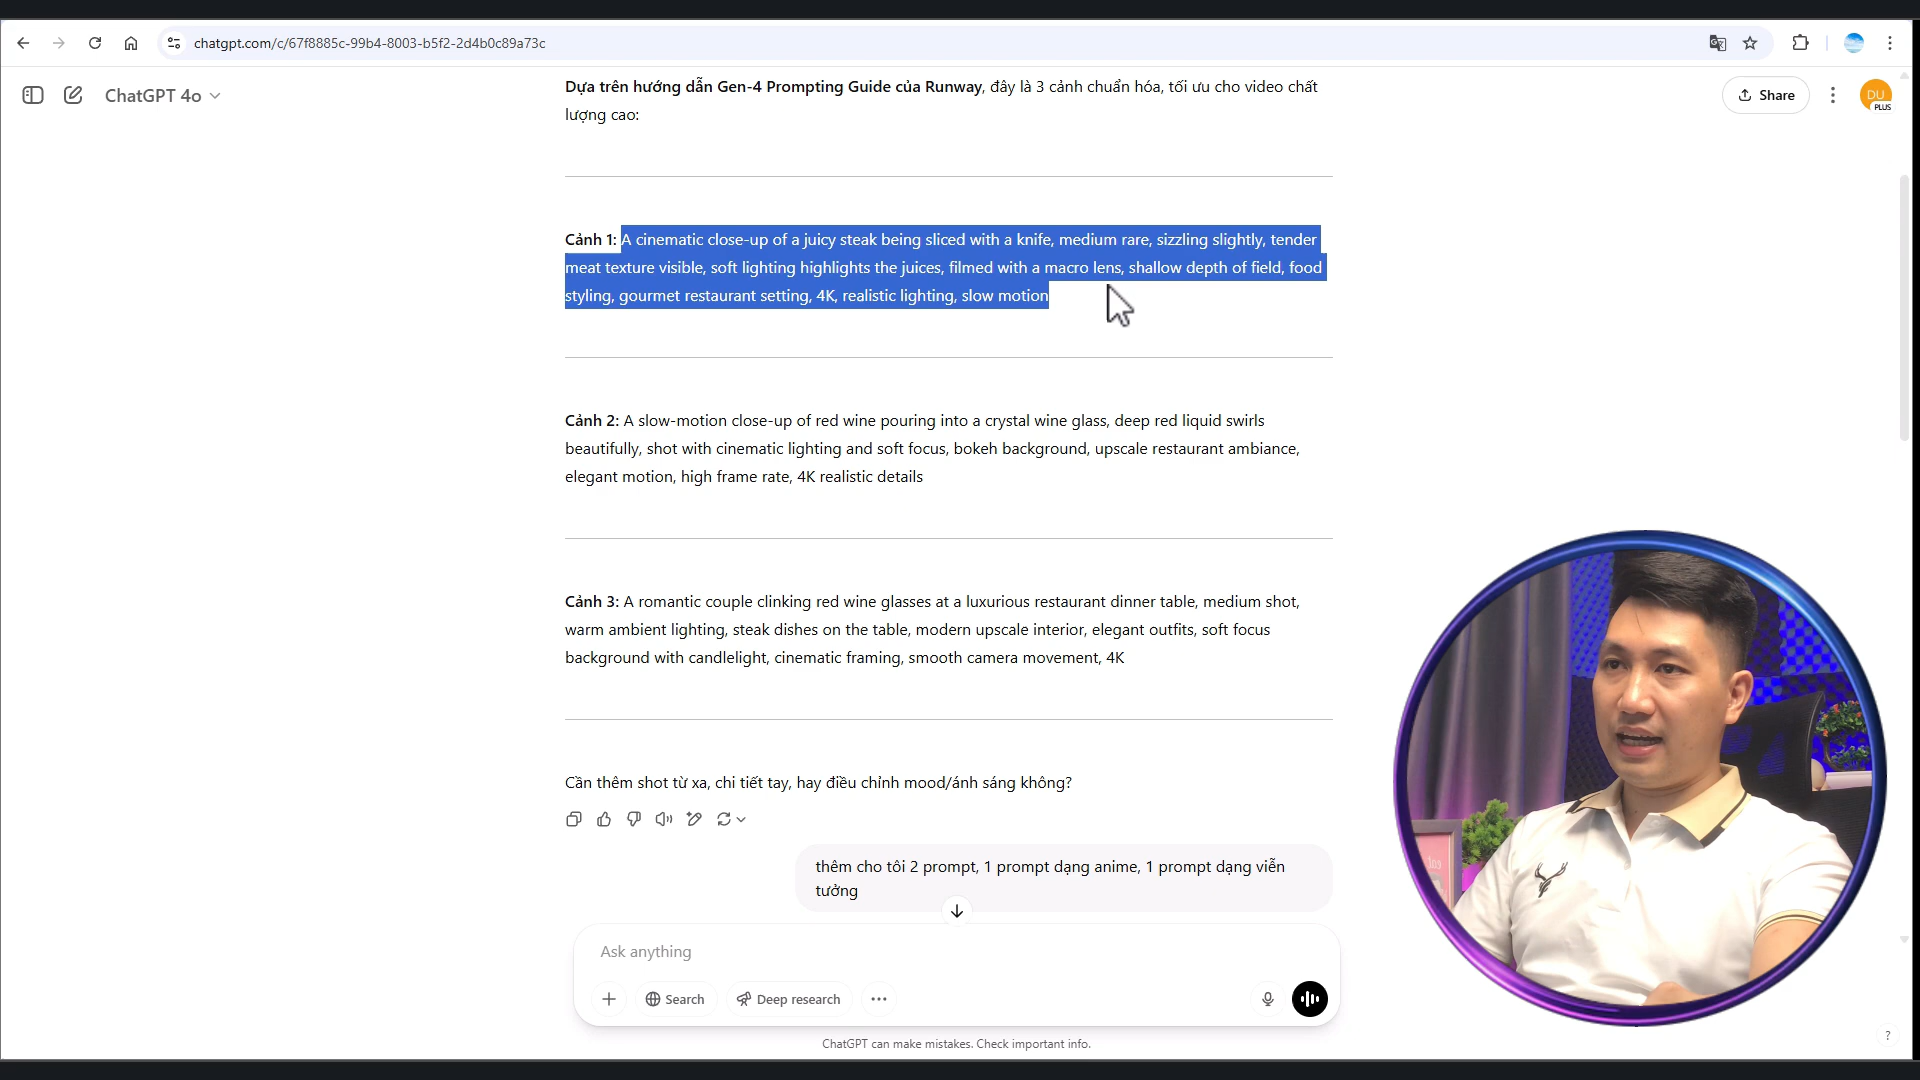 chatgpt.com/c/67f8885c-99b4-8003-b5f2-2d4b0c89a73c
ChatGPT 4o
Share
DU
PLUS
Dựa trên hướng dẫn Gen-4 Prompting Guide của Runway, đây là 3 cảnh chuẩn hóa, tối ưu cho video chất
lượng cao:
Cảnh 1: A cinematic close-up of a juicy steak being sliced with a knife, medium rare, sizzling slightly, tender
meat texture visible, soft lighting highlights the juices, filmed with a macro lens, shallow depth of field, food
styling, gourmet restaurant setting, 4K, realistic lighting, slow motion
Cảnh 2: A slow-motion close-up of red wine pouring into a crystal wine glass, deep red liquid swirls
beautifully, shot with cinematic lighting and soft focus, bokeh background, upscale restaurant ambiance,
elegant motion, high frame rate, 4K realistic details
Cảnh 3: A romantic couple clinking red wine glasses at a luxurious restaurant dinner table, medium shot,
warm ambient lighting, steak dishes on the table, modern upscale interior, elegant outfits, soft focus
background with candlelight, cinematic framing, smooth camera movement, 4K
Cần thêm shot từ xa, chi tiết tay, hay điều chỉnh mood/ánh sáng không?
thêm cho tôi 2 prompt, 1 prompt dạng anime, 1 prompt dạng viễn
tưởng
Ask anything
Search
Deep research
ChatGPT can make mistakes. Check important info.
?